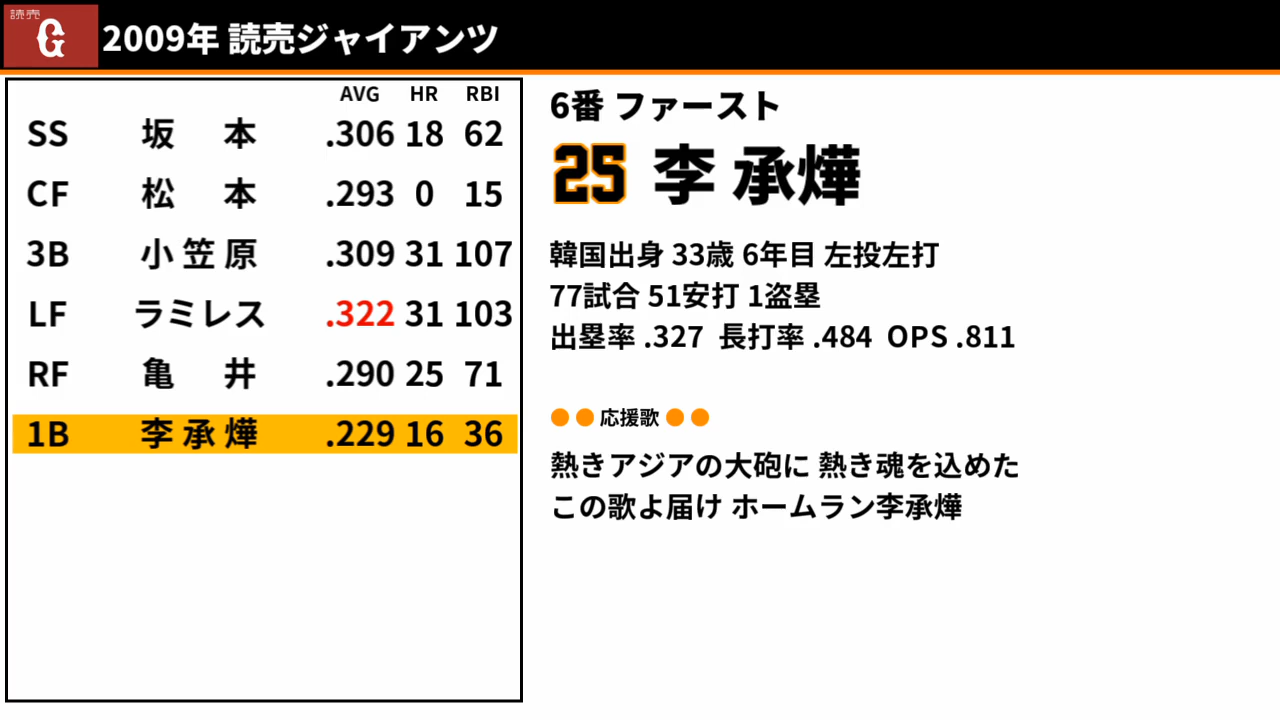 読売
G
2009年 読売ジャイアンツ
AVG HR RBI
SS 坂本 .306 18 62
CF 松本 .293 0 15
3B 小笠原 .309 31 107
LF ラミレス .322 31 103
RF 亀井 .290 25 71
1B 李承燁 .229 16 36
6番 ファースト
25 李 承燁
韓国出身 33歳 6年目 左投左打
77試合 51安打 1盗塁
出塁率 .327 長打率 .484 OPS .811
応援歌
熱きアジアの大砲に 熱き魂を込めた
この歌よ届け ホームラン李承燁